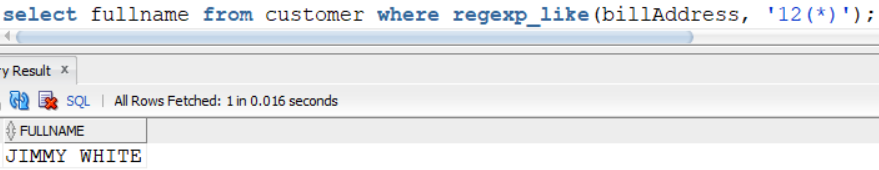 select fullname from customer where regexp_like(billAddress, '12(*)');
ry Result x
SQL | All Rows Fetched: 1 in 0.016 seconds
FULLNAME
JIMMY WHITE